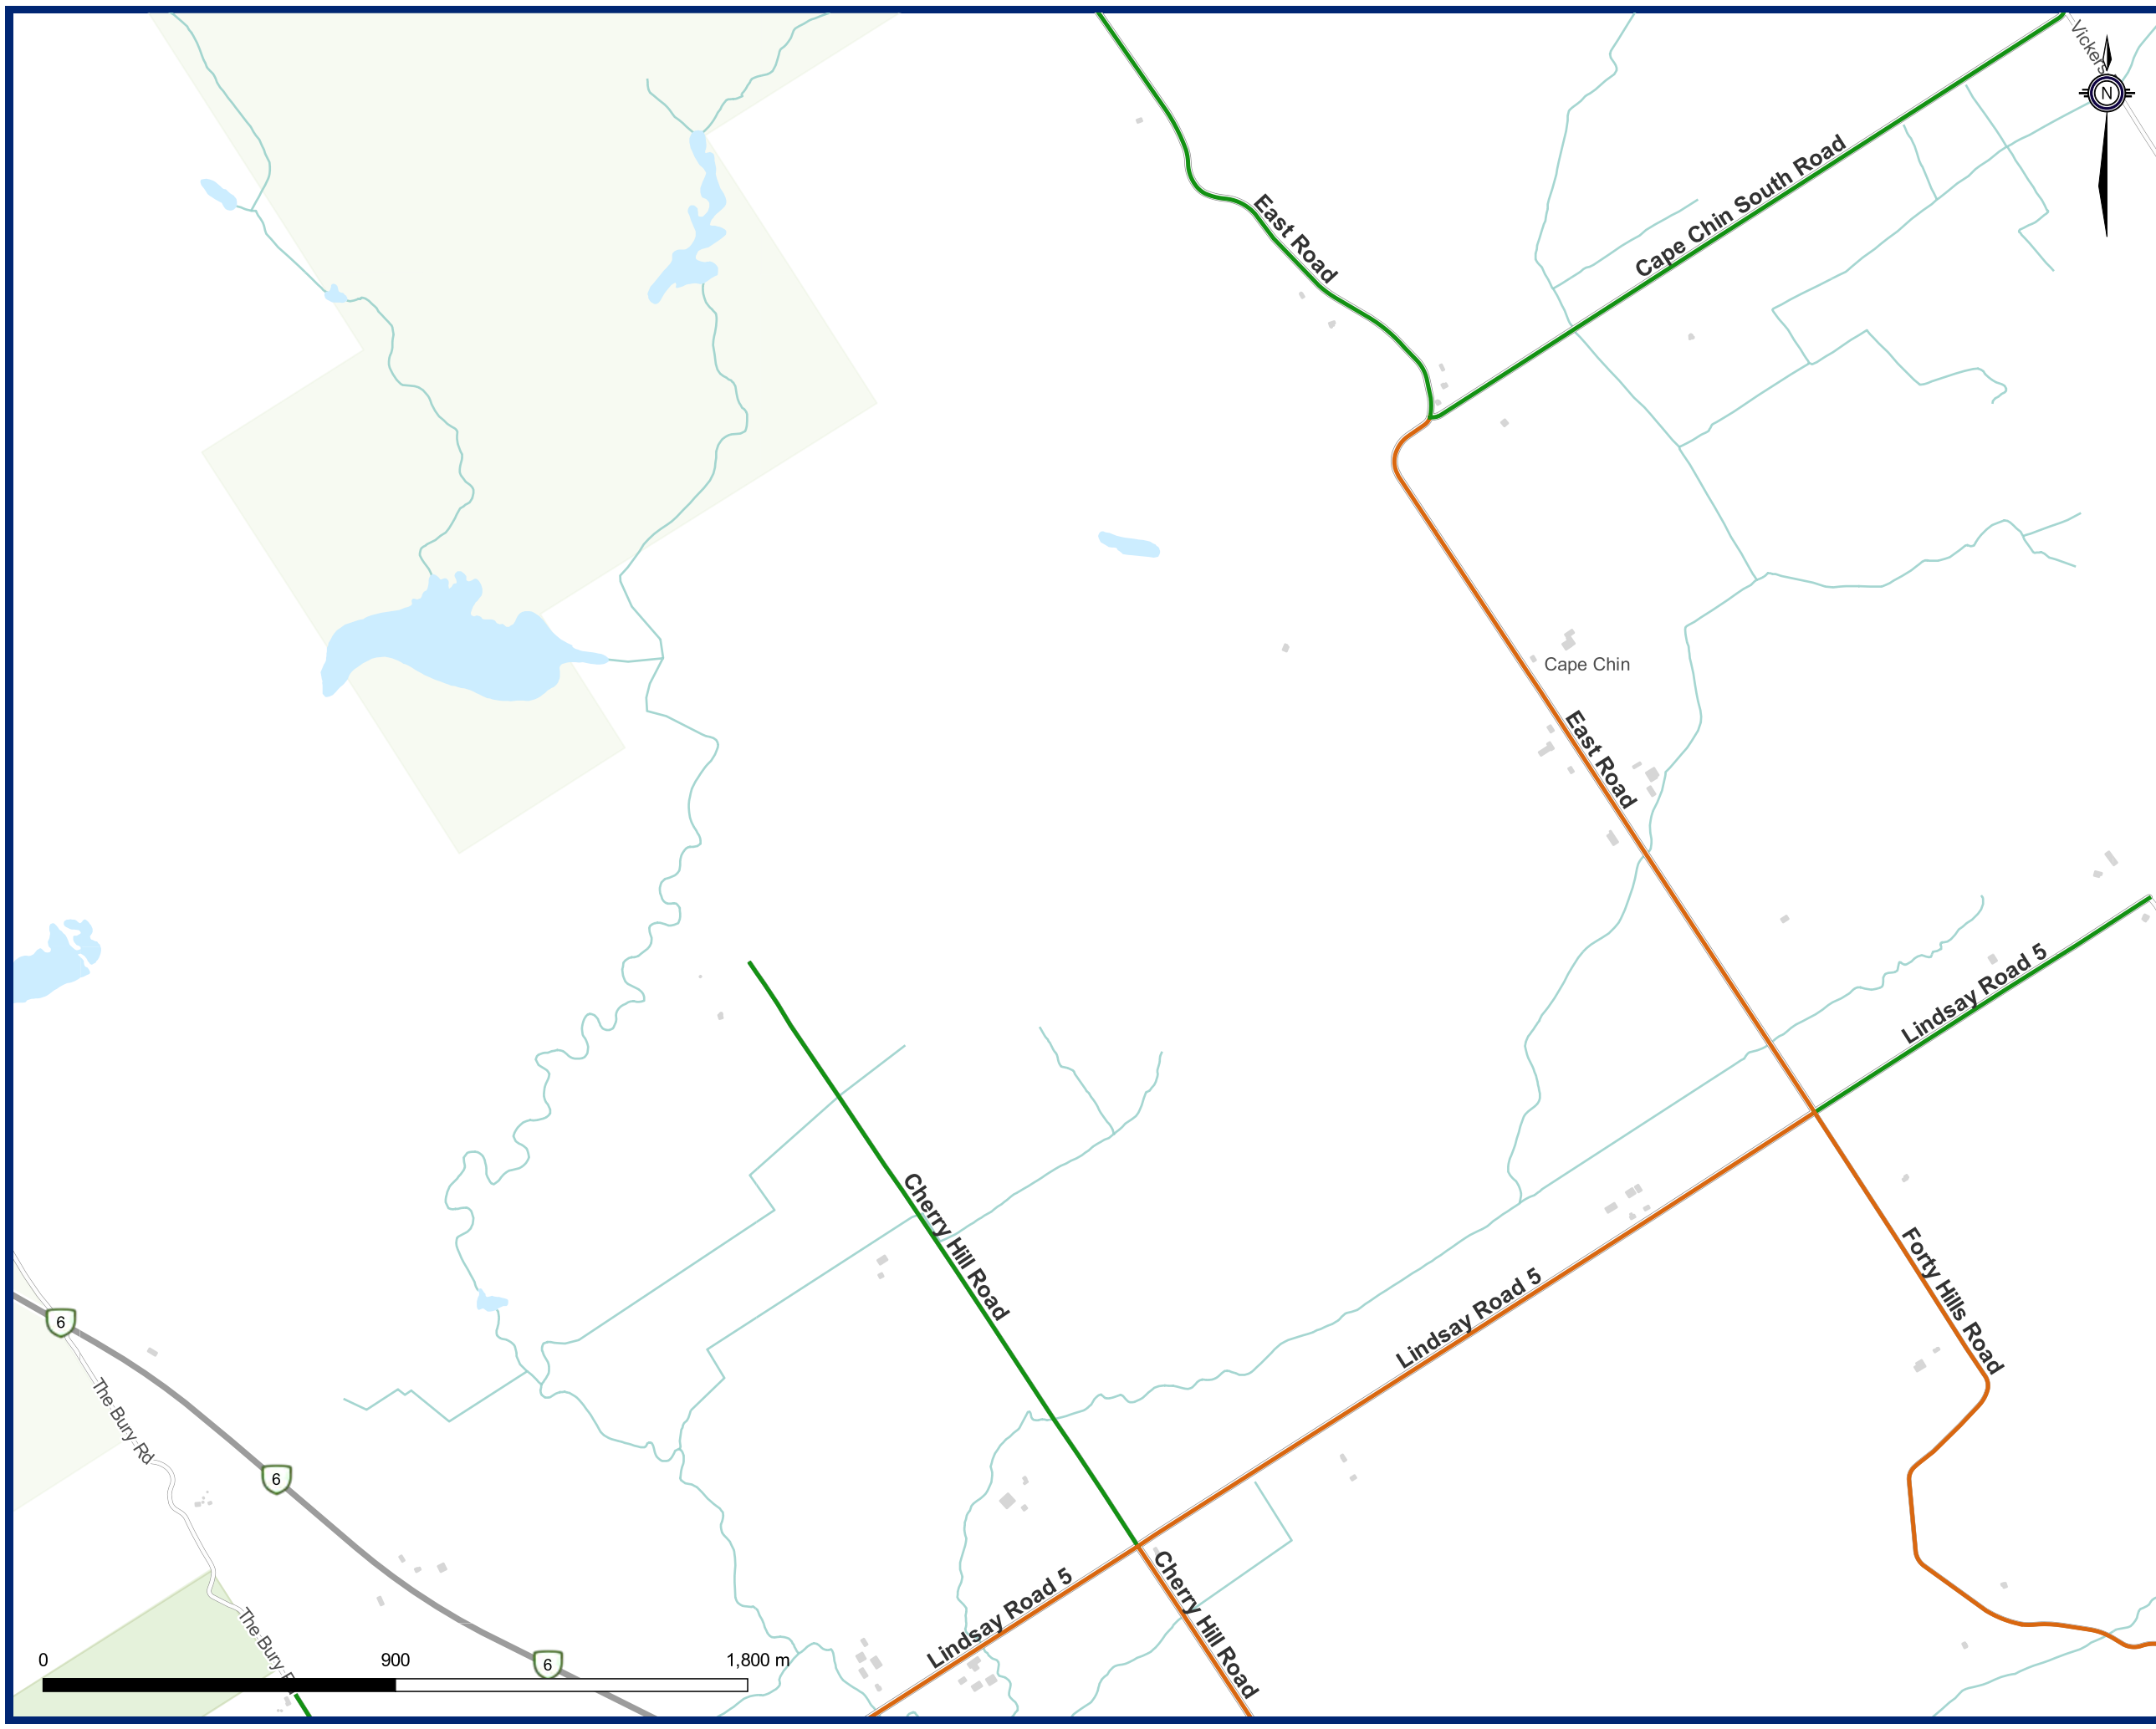 Vickers
N
East Road
Cape Chin South Road
Cape Chin
East Road
Lindsay Road 5
Cherry Hill Road
Forty Hills Road
Lindsay Road 5
6
The Bury Rd
6
Lindsay Road 5
Cherry Hill Road
The Bury
6
0 900 1,800 m